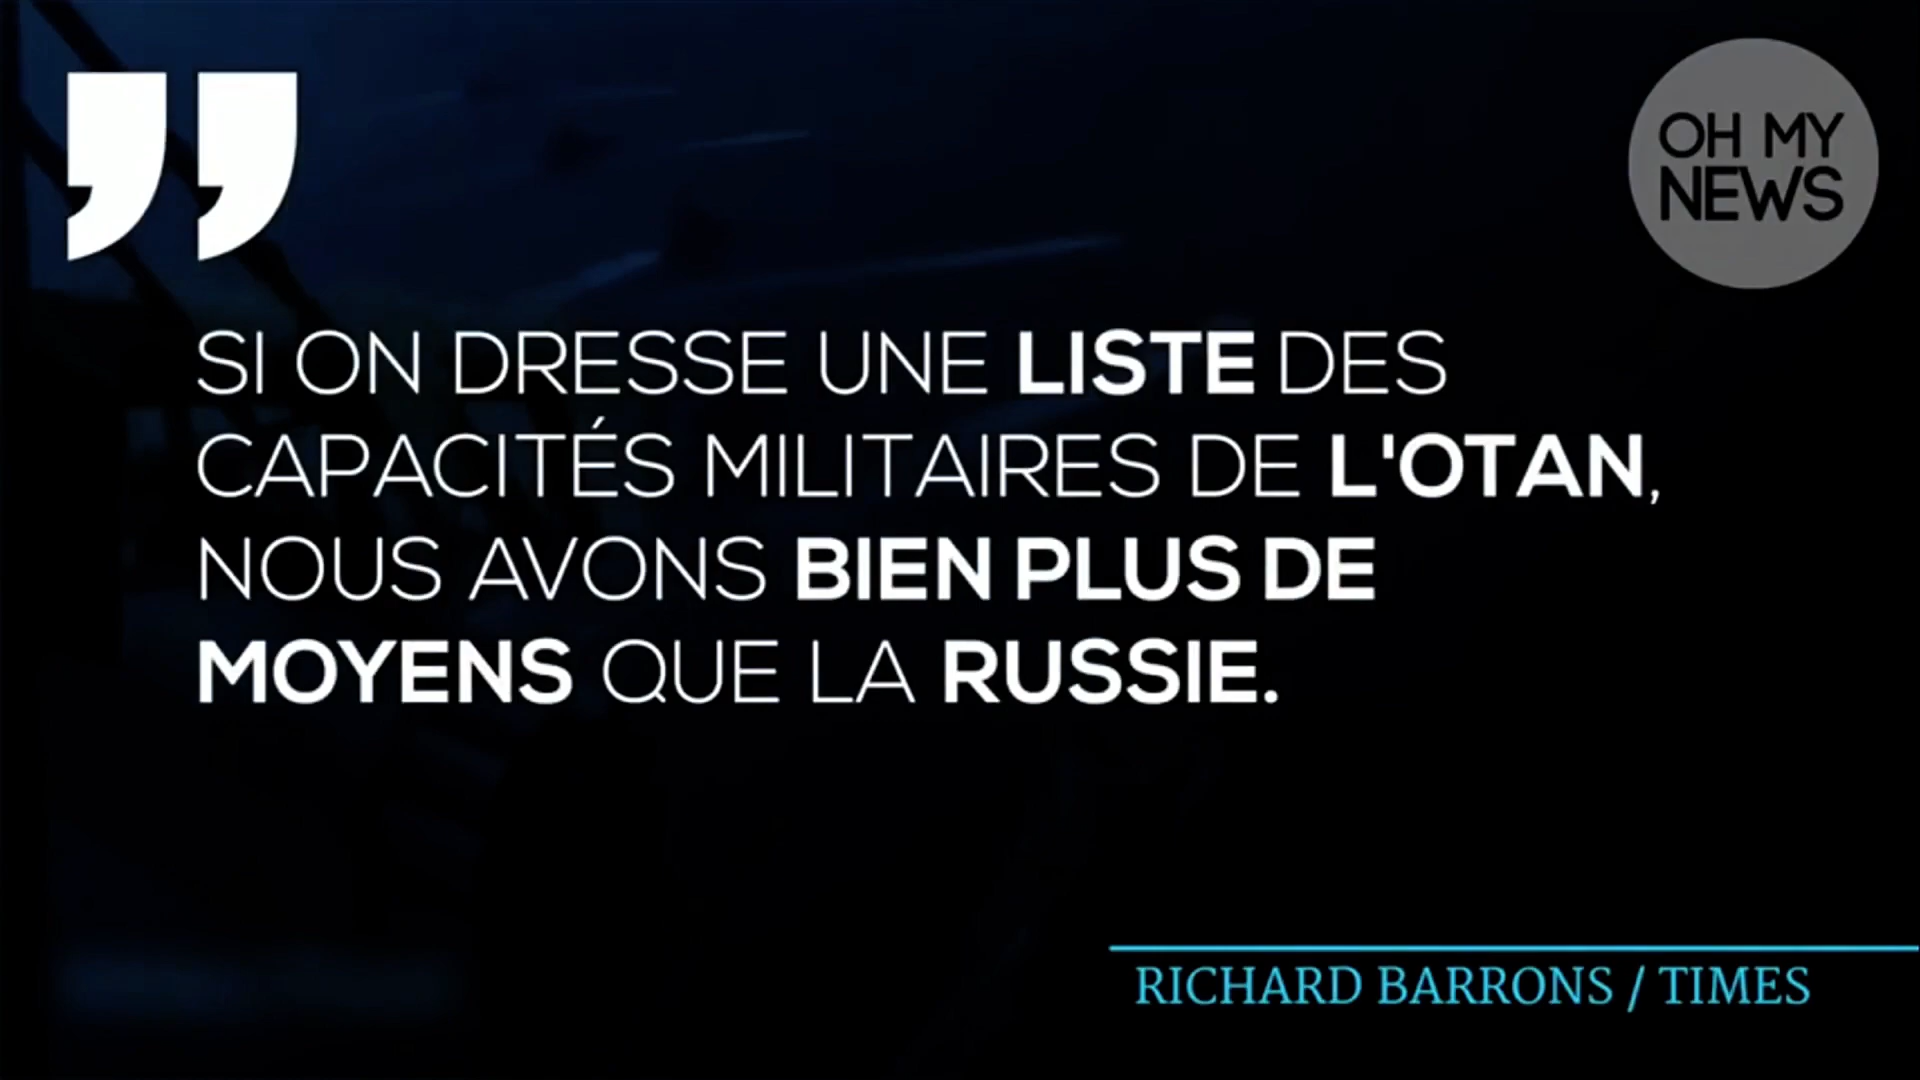 OH MY
NEWS
SI ON DRESSE UNE LISTE DES
CAPACITÉS MILITAIRES DE L'OTAN,
NOUS AVONS BIEN PLUS DE
MOYENS QUE LA RUSSIE.
RICHARD BARRONS / TIMES